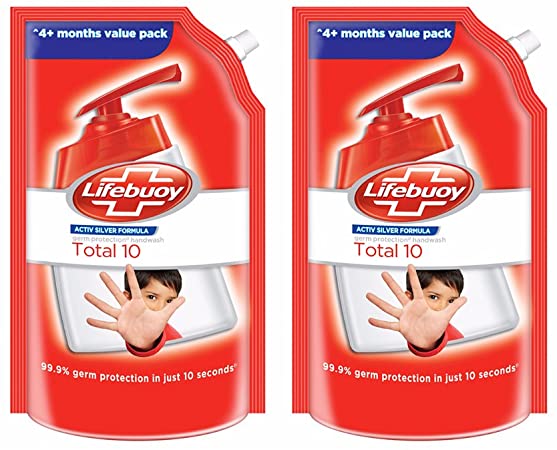 ^4+ months value pack
Lifebuoy
ACTIV SILVER FORMULA
germ protection° handwash
Total 10
99.9% germ protection in just 10 seconds°
^4+ months value pack
Lifebuoy
ACTIV SILVER FORMULA
germ protection° handwash
Total 10
99.9% germ protection in just 10 seconds°